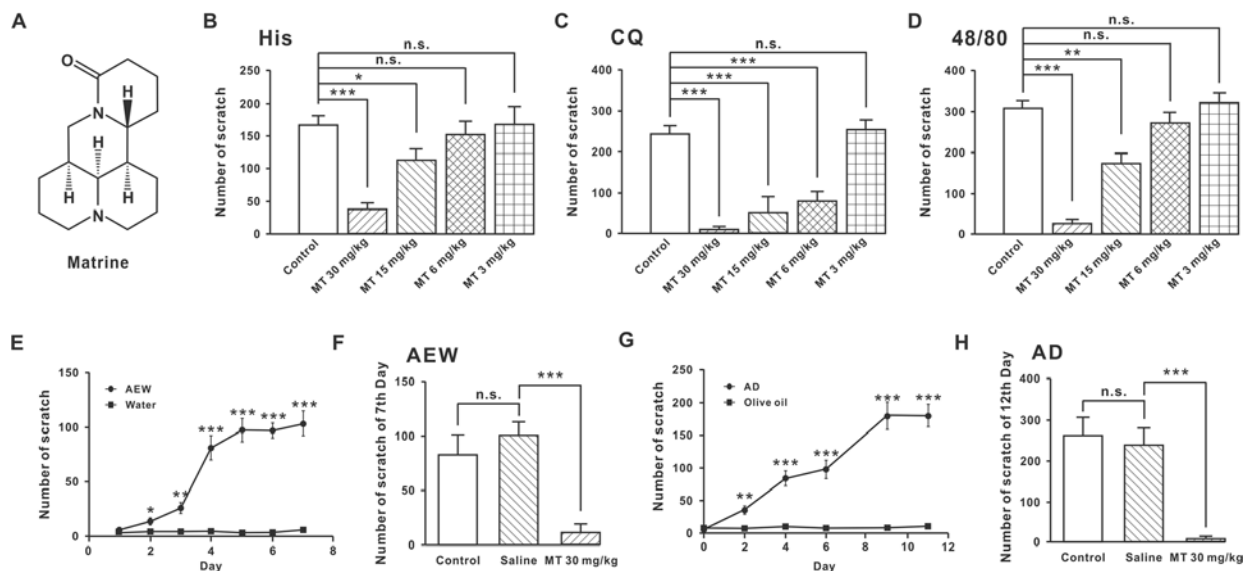 A
O
H
N
H
H
H
N
Matrine
B
His
n.s.
n.s.
*
***
Number of scratch
250
200
150
100
50
0
Control
MT 30 mg/kg
MT 15 mg/kg
MT 6 mg/kg
MT 3 mg/kg
C
CQ
n.s.
***
***
***
Number of scratch
400
300
200
100
0
Control
MT 30 mg/kg
MT 15 mg/kg
MT 6 mg/kg
MT 3 mg/kg
D
48/80
n.s.
n.s.
**
***
Number of scratch
400
300
200
100
0
Control
MT 30 mg/kg
MT 15 mg/kg
MT 6 mg/kg
MT 3 mg/kg
E
AEW
Water
Number of scratch
150
100
50
0
* ** *** *** *** ***
0 2 4 6 8
Day
F
AEW
n.s.
***
Number of scratch of 7th Day
150
100
50
0
Control Saline MT 30 mg/kg
G
AD
Olive oil
Number of scratch
250
200
150
100
50
0
** *** *** *** ***
0 2 4 6 8 10 12
Day
H
AD
n.s.
***
Number of scratch of 12th Day
400
300
200
100
0
Control Saline MT 30 mg/kg